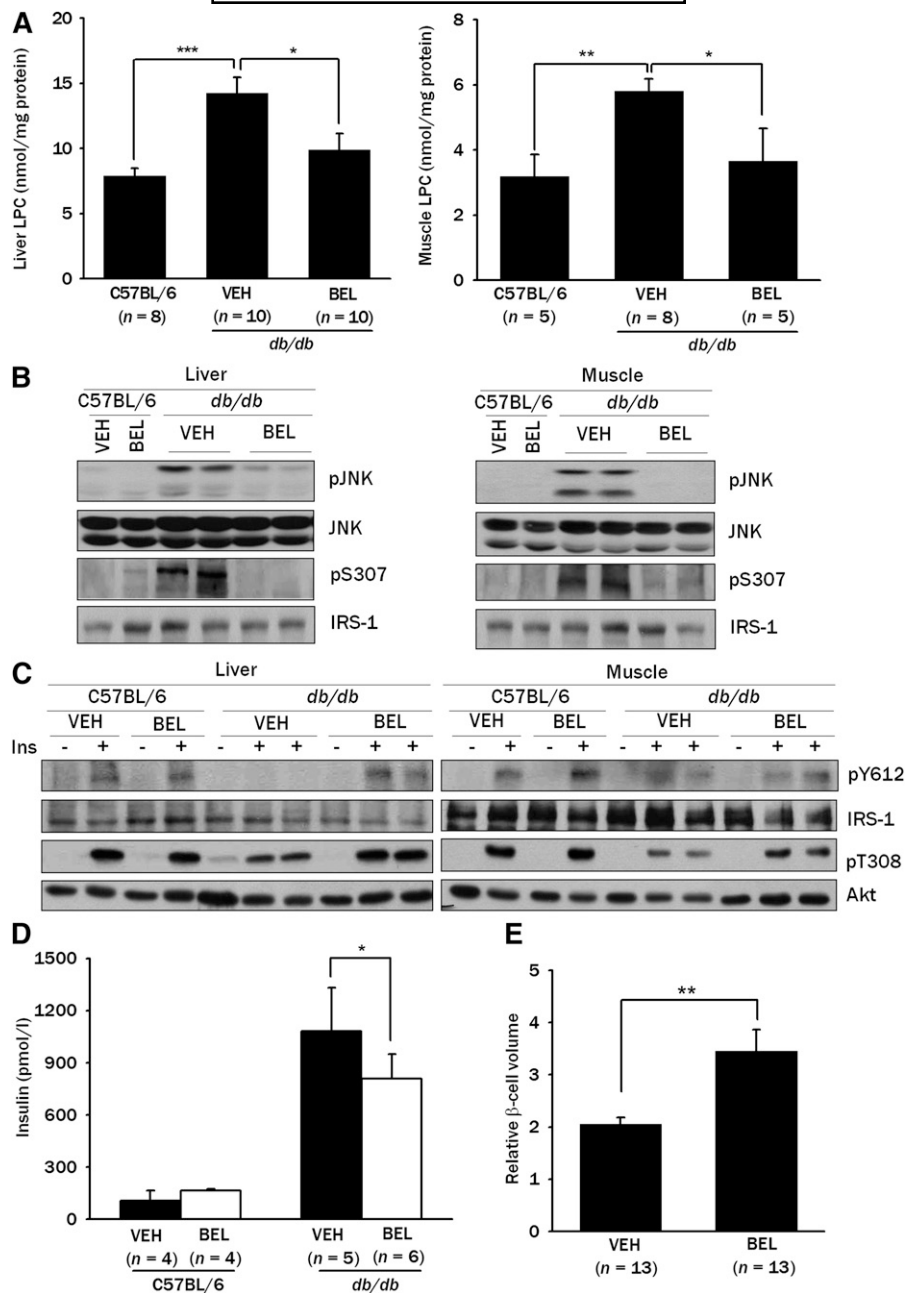 A
20
15
10
5
0
Liver LPC (nmol/mg protein)
***
*
C57BL/6
(n = 8)
VEH
(n = 10)
BEL
(n = 10)
db/db
8
6
4
2
0
Muscle LPC (nmol/mg protein)
**
*
C57BL/6
(n = 5)
VEH
(n = 8)
BEL
(n = 5)
db/db
B
Liver
C57BL/6 db/db
VEH BEL VEH BEL
pJNK
JNK
pS307
IRS-1
Muscle
C57BL/6 db/db
VEH BEL VEH BEL
pJNK
JNK
pS307
IRS-1
C
Liver Muscle
C57BL/6 db/db C57BL/6 db/db
VEH BEL VEH BEL VEH BEL VEH BEL
Ins - + - + - + + - + + - + - + - + + - + +
pY612
IRS-1
pT308
Akt
D
1500
1200
900
600
300
0
Insulin (pmol/l)
*
VEH BEL VEH BEL
(n = 4) (n = 4) (n = 5) (n = 6)
C57BL/6 db/db
E
5
4
3
2
1
0
Relative β-cell volume
**
VEH BEL
(n = 13) (n = 13)